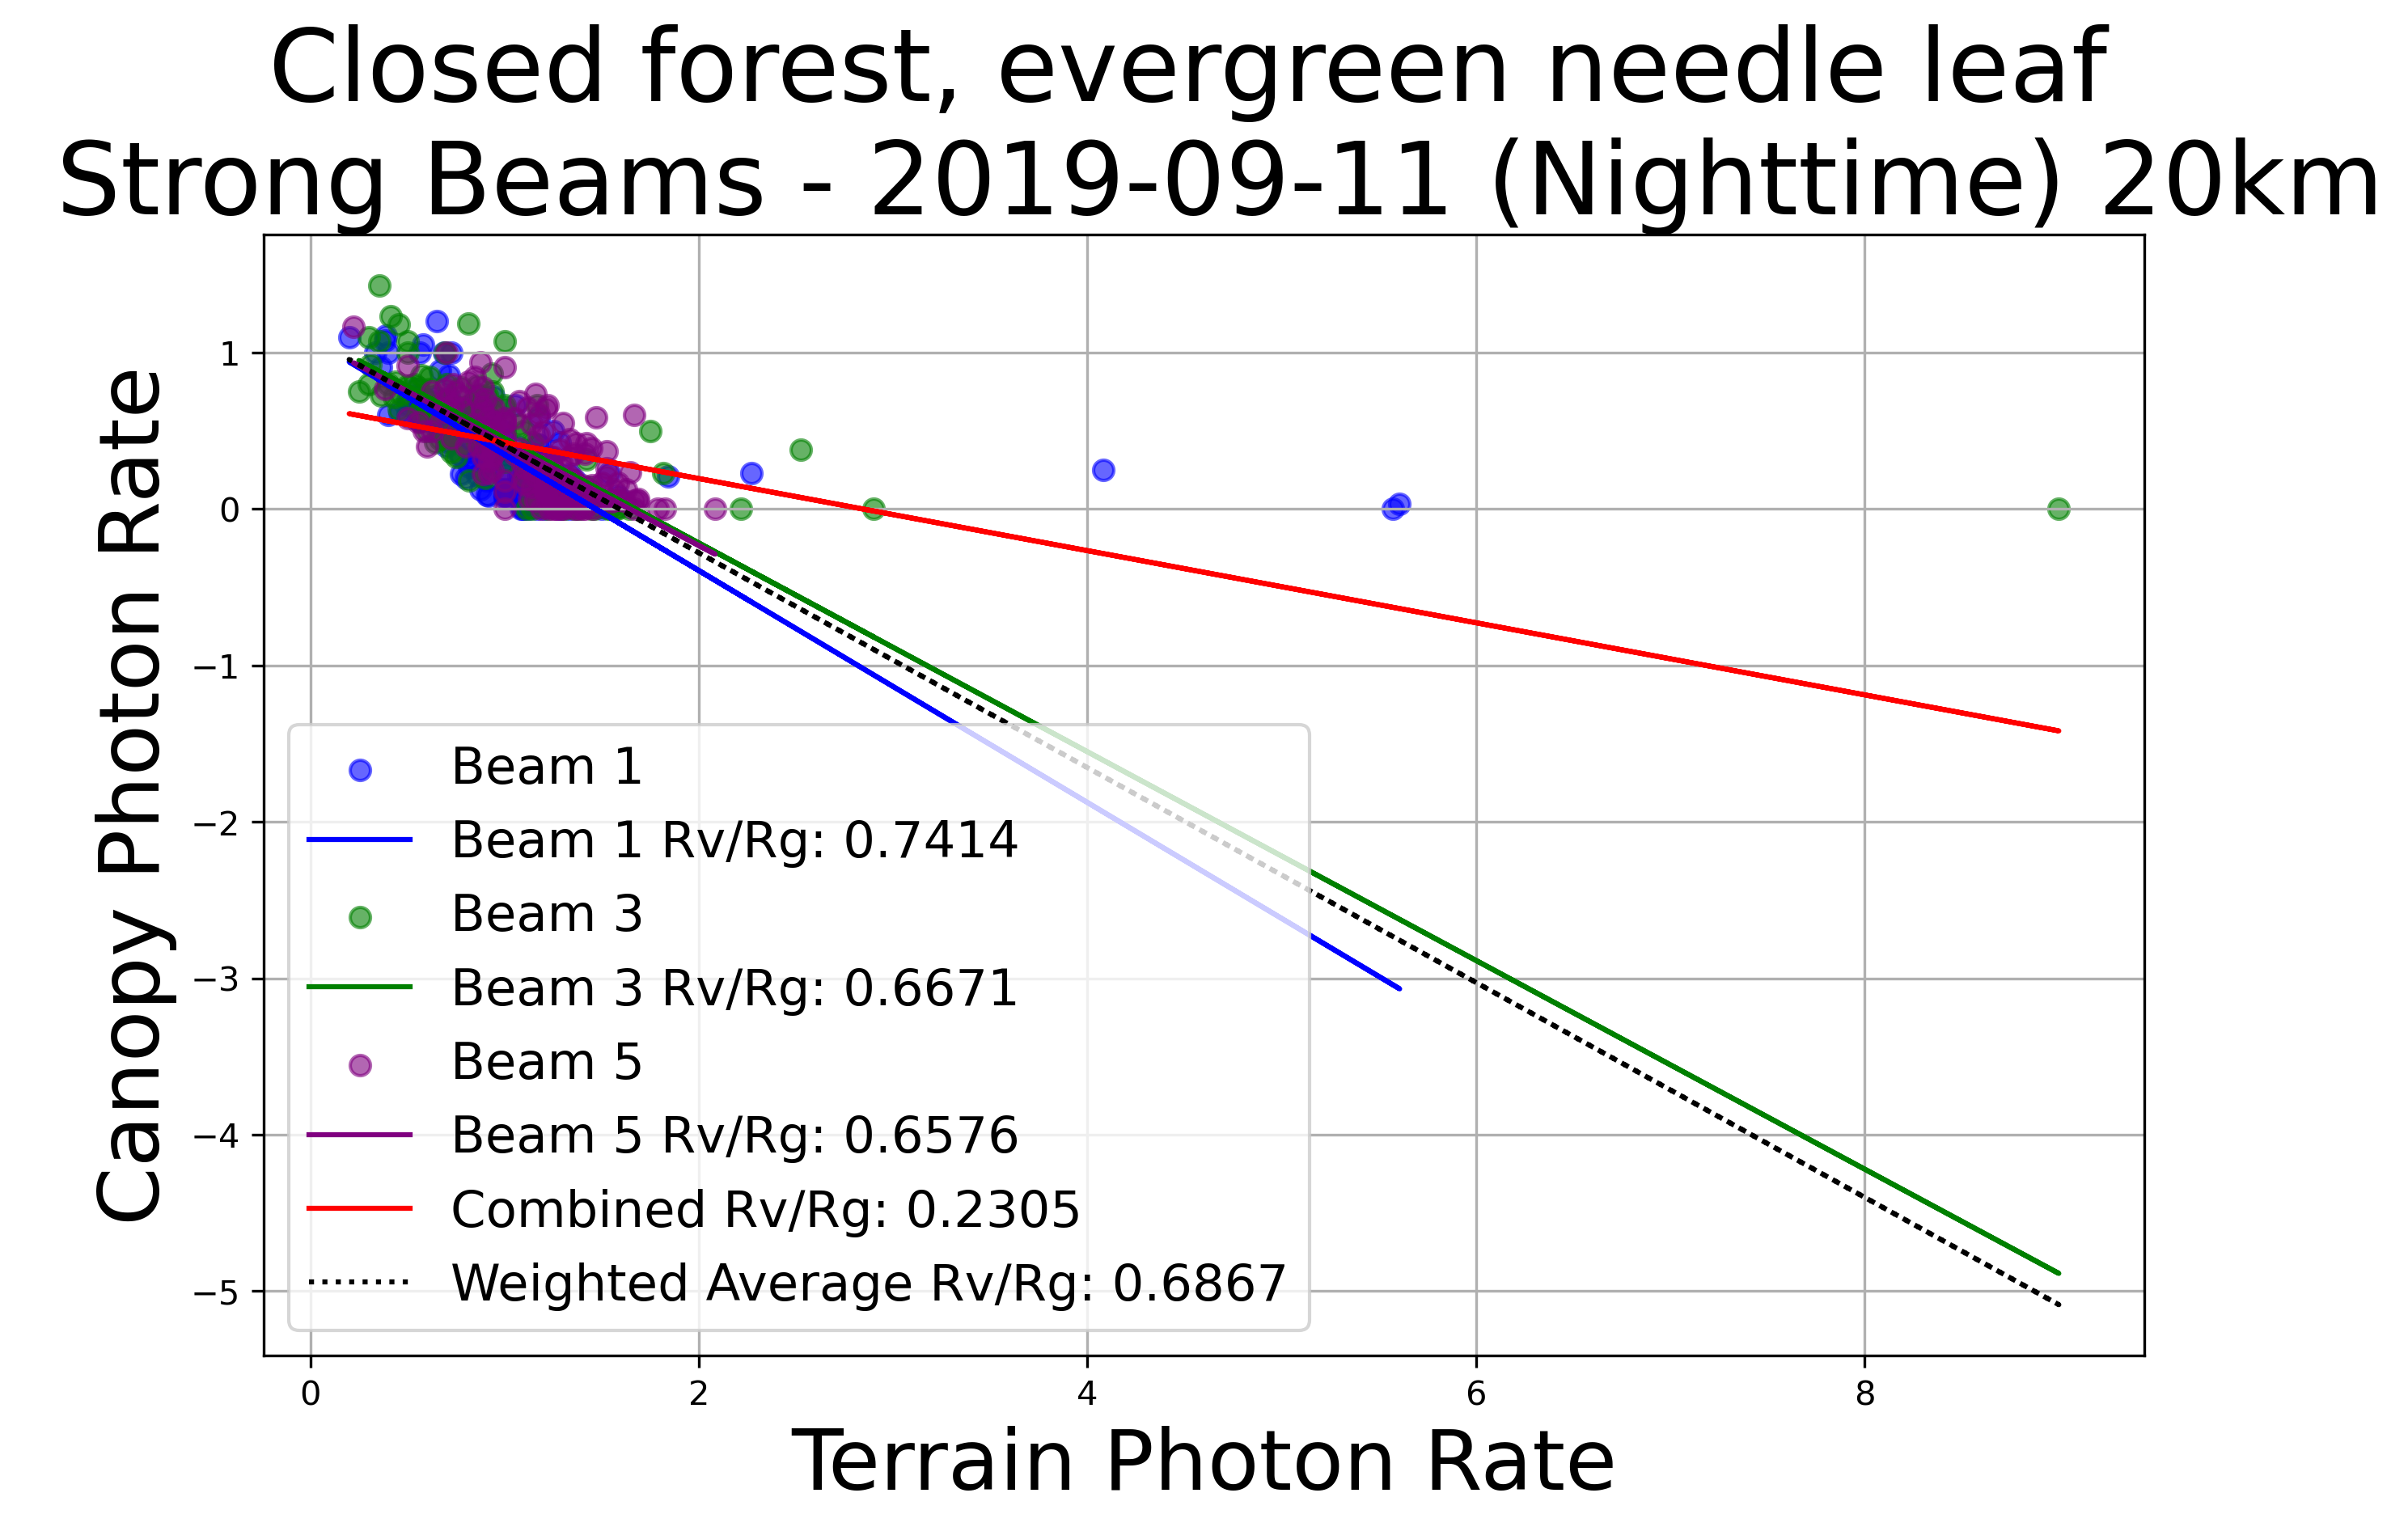 Closed forest, evergreen needle leaf
Strong Beams - 2019-09-11 (Nighttime) 20km
Canopy Photon Rate
1
0
−1
−2
−3
−4
−5
Beam 1
Beam 1 Rv/Rg: 0.7414
Beam 3
Beam 3 Rv/Rg: 0.6671
Beam 5
Beam 5 Rv/Rg: 0.6576
Combined Rv/Rg: 0.2305
Weighted Average Rv/Rg: 0.6867
0 2 4 6 8
Terrain Photon Rate